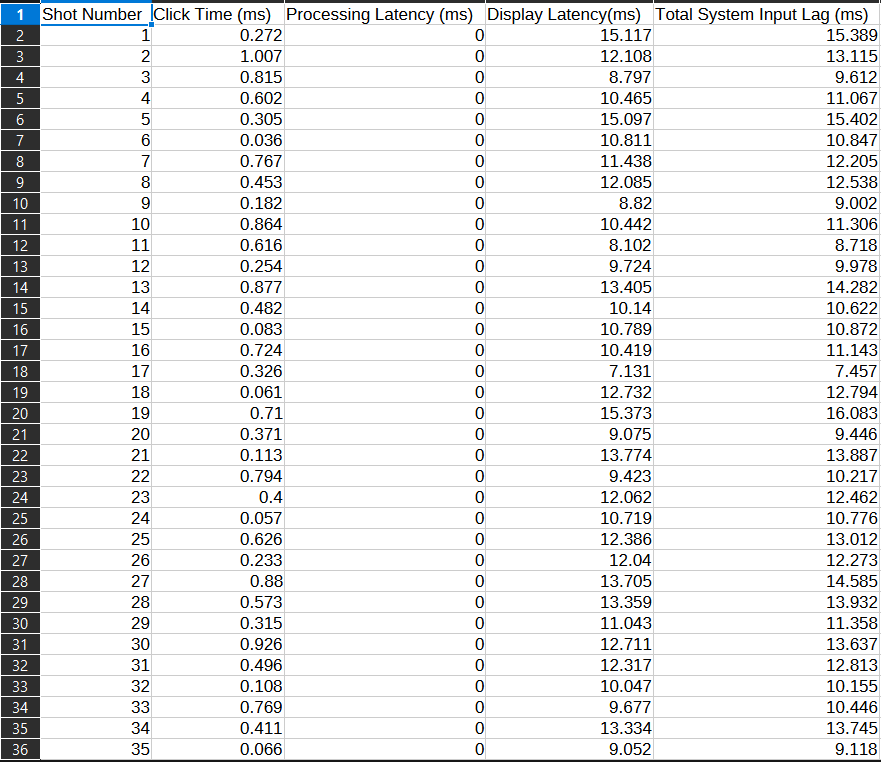 1 Shot Number Click Time (ms) Processing Latency (ms) Display Latency(ms) Total System Input Lag (ms)
2 1 0.272 0 15.117 15.389
3 2 1.007 0 12.108 13.115
4 3 0.815 0 8.797 9.612
5 4 0.602 0 10.465 11.067
6 5 0.305 0 15.097 15.402
7 6 0.036 0 10.811 10.847
8 7 0.767 0 11.438 12.205
9 8 0.453 0 12.085 12.538
10 9 0.182 0 8.82 9.002
11 10 0.864 0 10.442 11.306
12 11 0.616 0 8.102 8.718
13 12 0.254 0 9.724 9.978
14 13 0.877 0 13.405 14.282
15 14 0.482 0 10.14 10.622
16 15 0.083 0 10.789 10.872
17 16 0.724 0 10.419 11.143
18 17 0.326 0 7.131 7.457
19 18 0.061 0 12.732 12.794
20 19 0.71 0 15.373 16.083
21 20 0.371 0 9.075 9.446
22 21 0.113 0 13.774 13.887
23 22 0.794 0 9.423 10.217
24 23 0.4 0 12.062 12.462
25 24 0.057 0 10.719 10.776
26 25 0.626 0 12.386 13.012
27 26 0.233 0 12.04 12.273
28 27 0.88 0 13.705 14.585
29 28 0.573 0 13.359 13.932
30 29 0.315 0 11.043 11.358
31 30 0.926 0 12.711 13.637
32 31 0.496 0 12.317 12.813
33 32 0.108 0 10.047 10.155
34 33 0.769 0 9.677 10.446
35 34 0.411 0 13.334 13.745
36 35 0.066 0 9.052 9.118